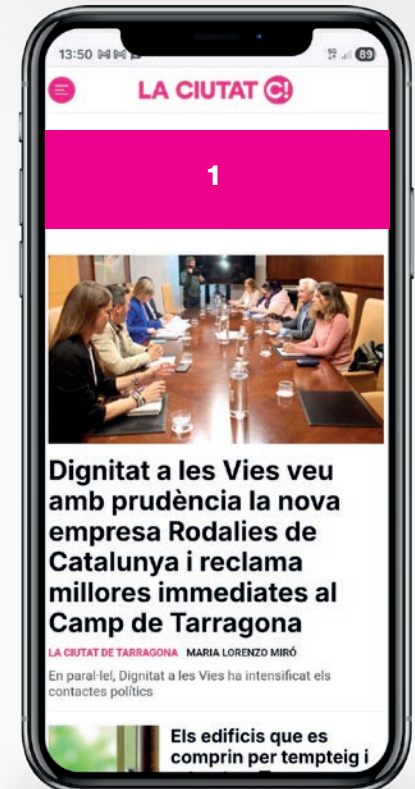 13:50
5G
89
LA CIUTAT C!
1
Dignitat a les Vies veu
amb prudència la nova
empresa Rodalies de
Catalunya i reclama
millores immediates al
Camp de Tarragona
LA CIUTAT DE TARRAGONA MARIA LORENZO MIRÓ
En paral·lel, Dignitat a les Vies ha intensificat els
contactes polítics
Els edificis que es
comprin per tempteig i